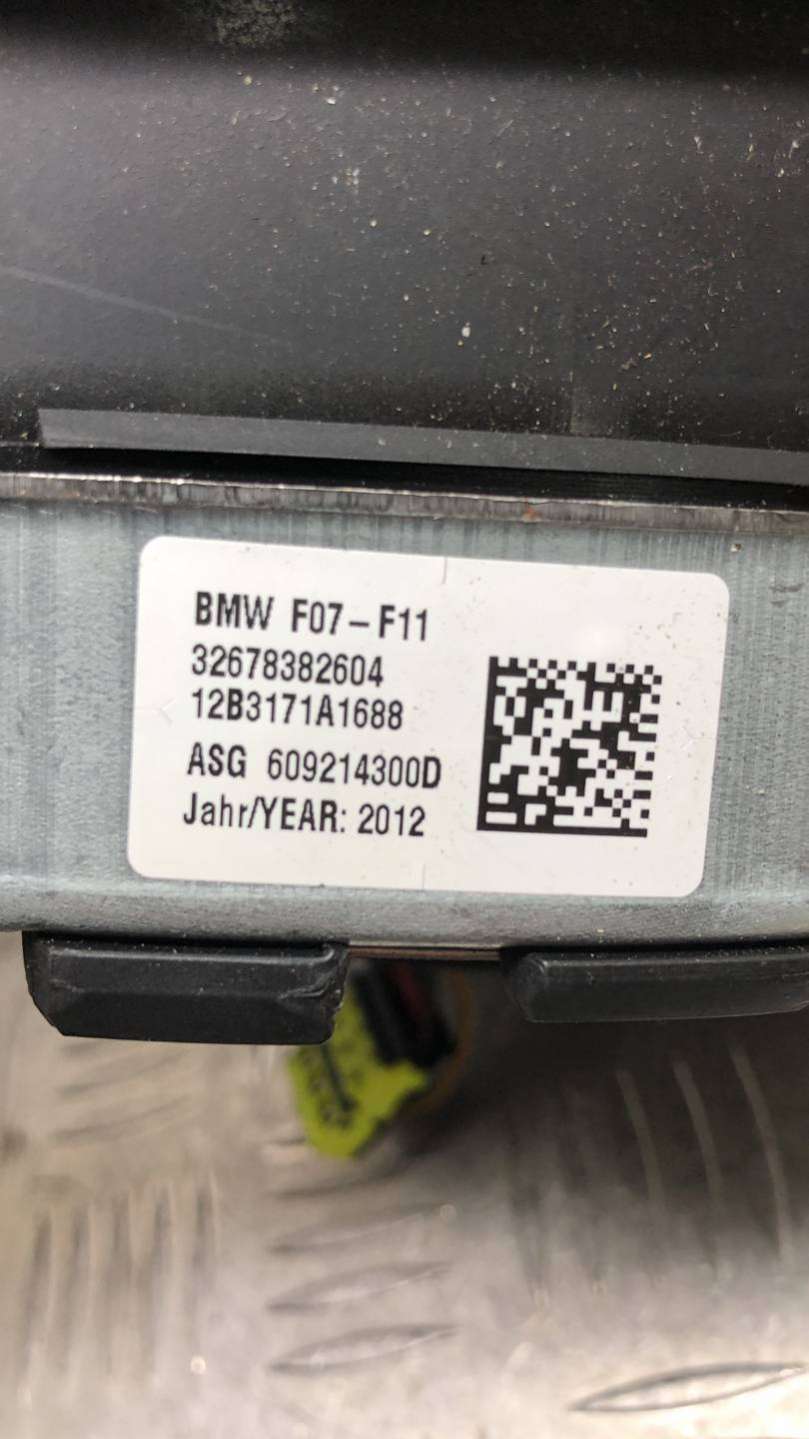 BMW F07-F11
32678382604
12B3171A1688
ASG 609214300D
Jahr/YEAR: 2012